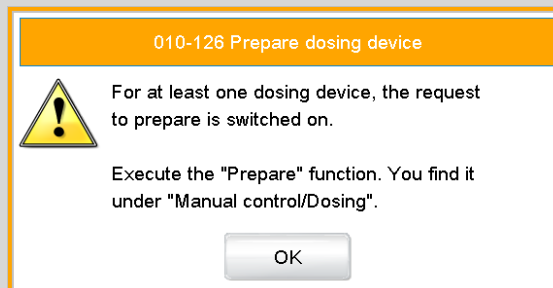 010-126 Prepare dosing device
For at least one dosing device, the request
to prepare is switched on.
Execute the "Prepare" function. You find it
under "Manual control/Dosing".
OK